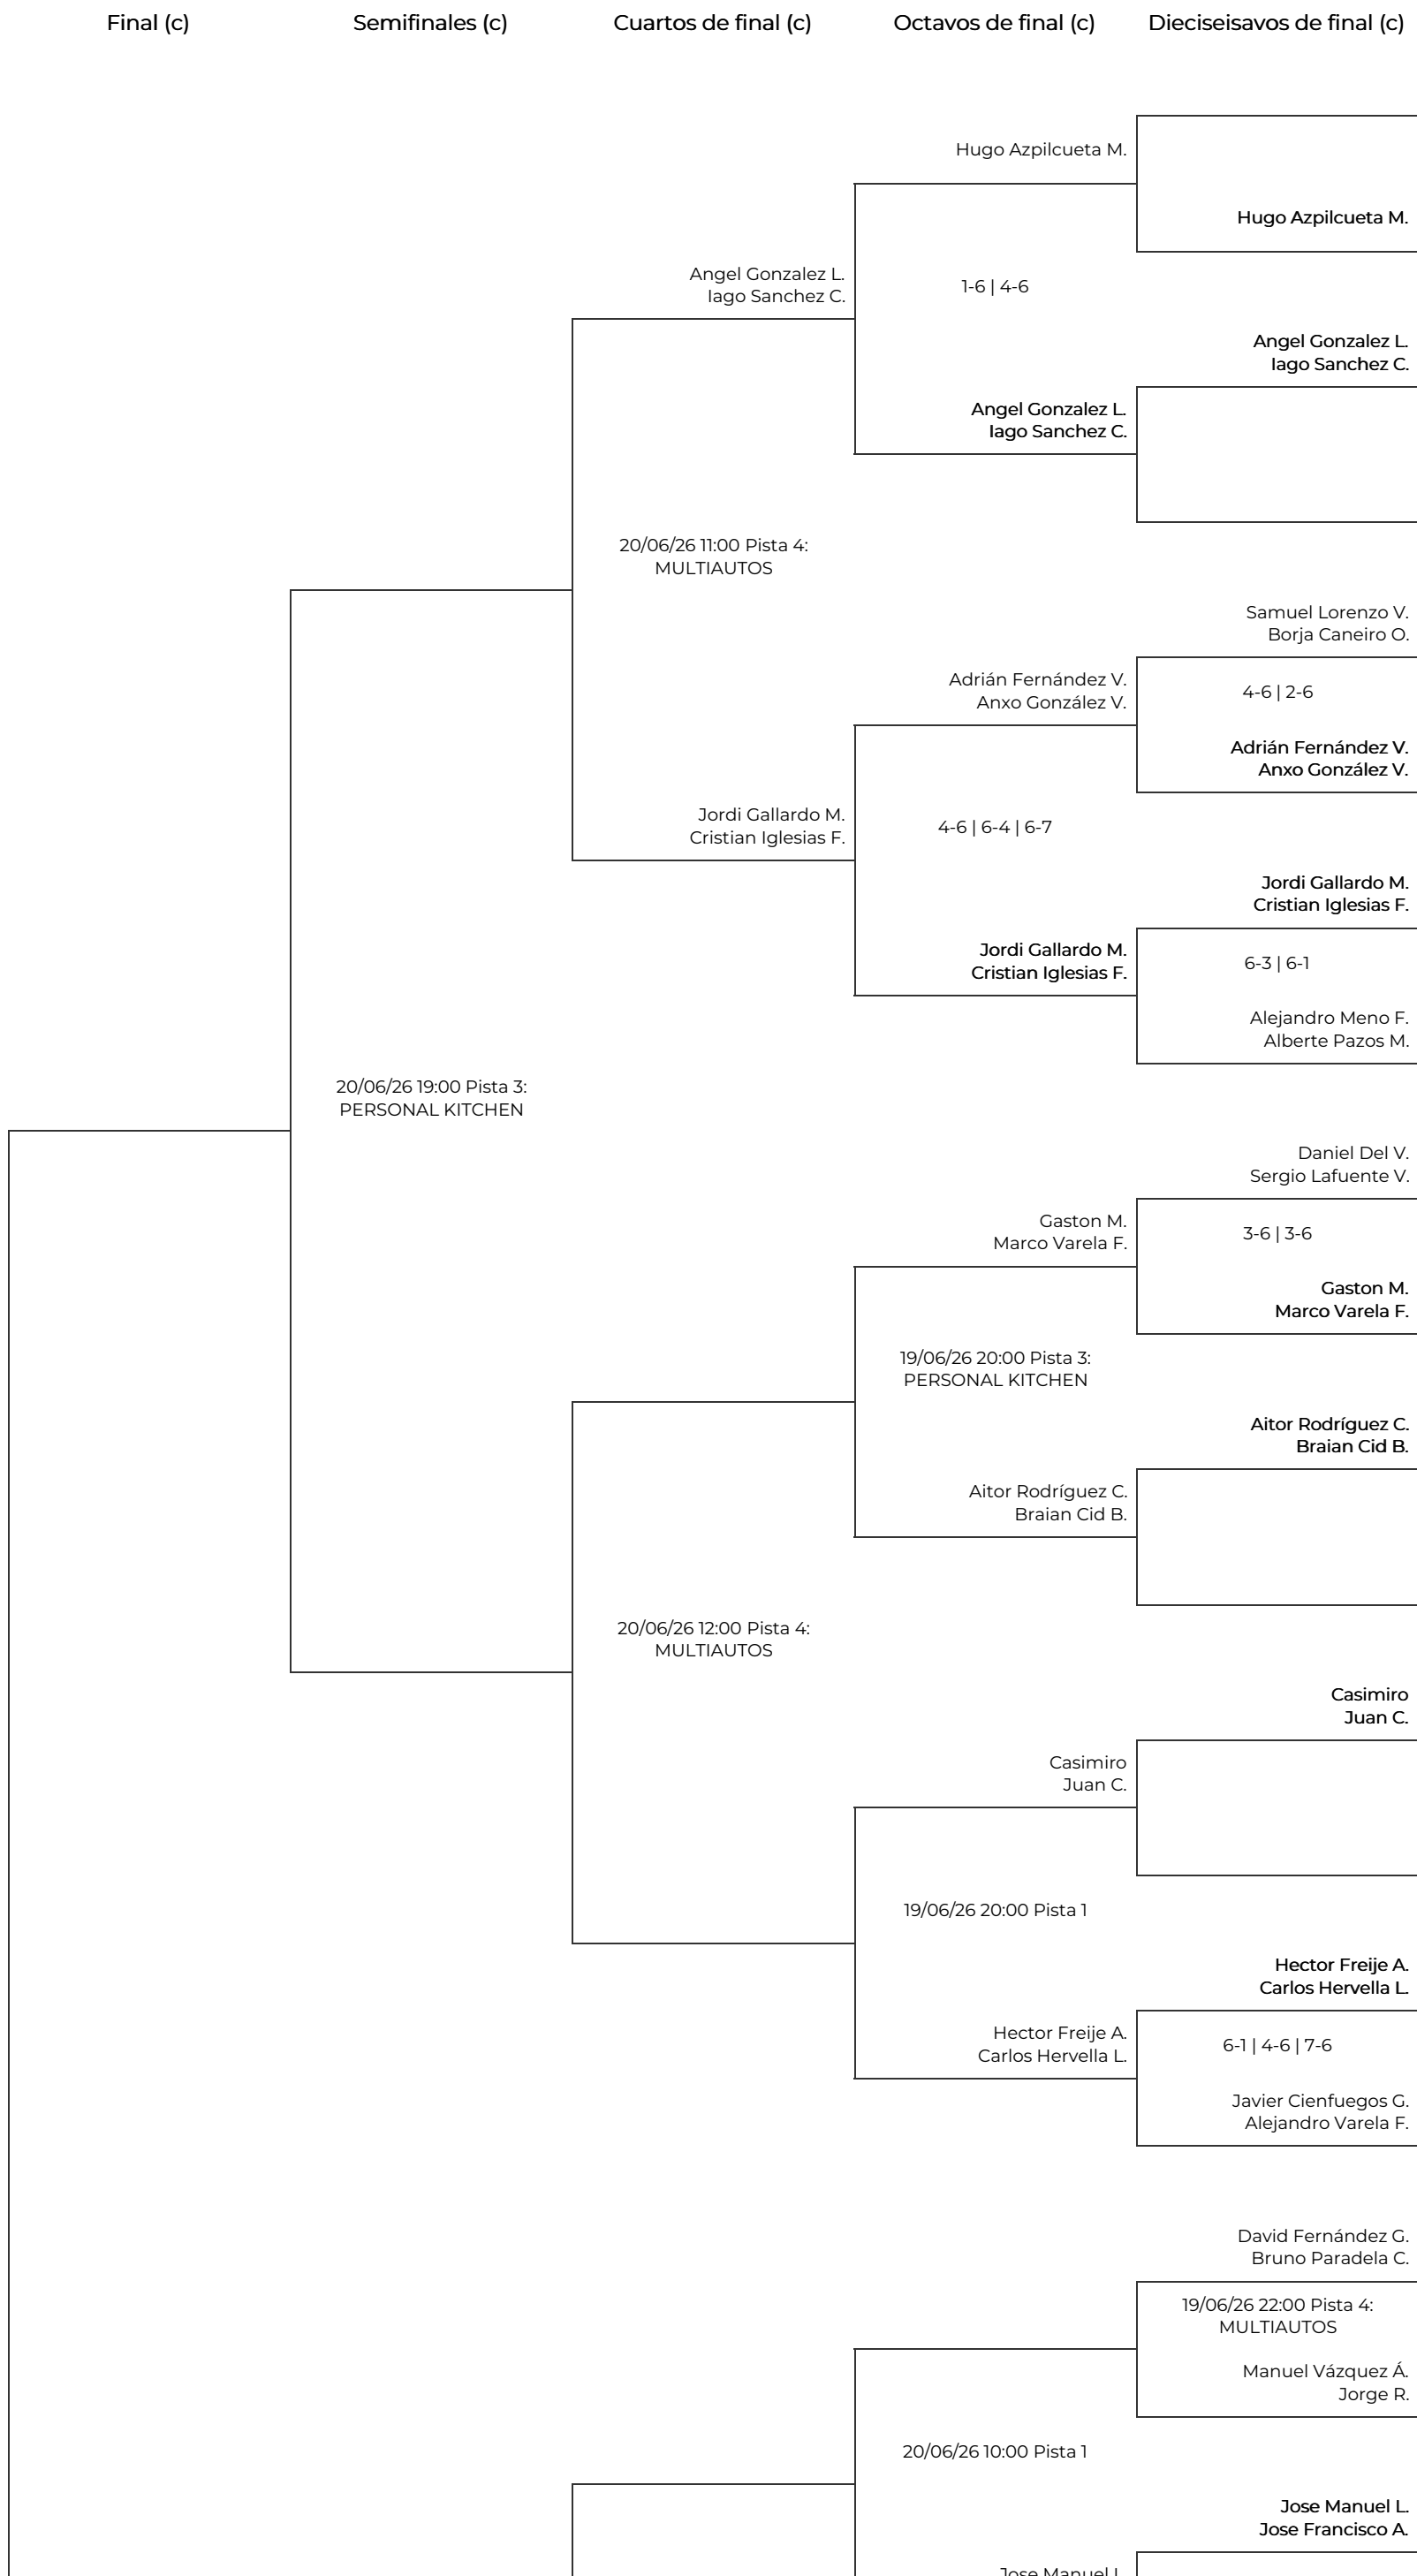 Final (c)
Semifinales (c)
Cuartos de final (c)
Octavos de final (c)
Dieciseisavos de final (c)
Hugo Azpilcueta M.
Hugo Azpilcueta M.
Angel Gonzalez L.
Iago Sanchez C.
1-6 | 4-6
Angel Gonzalez L.
Iago Sanchez C.
Angel Gonzalez L.
Iago Sanchez C.
20/06/26 11:00 Pista 4:
MULTIAUTOS
Samuel Lorenzo V.
Borja Caneiro O.
Adrián Fernández V.
Anxo González V.
4-6 | 2-6
Adrián Fernández V.
Anxo González V.
Jordi Gallardo M.
Cristian Iglesias F.
4-6 | 6-4 | 6-7
Jordi Gallardo M.
Cristian Iglesias F.
Jordi Gallardo M.
Cristian Iglesias F.
6-3 | 6-1
Alejandro Meno F.
Alberte Pazos M.
20/06/26 19:00 Pista 3:
PERSONAL KITCHEN
Daniel Del V.
Sergio Lafuente V.
Gaston M.
Marco Varela F.
3-6 | 3-6
Gaston M.
Marco Varela F.
19/06/26 20:00 Pista 3:
PERSONAL KITCHEN
Aitor Rodríguez C.
Braian Cid B.
Aitor Rodríguez C.
Braian Cid B.
20/06/26 12:00 Pista 4:
MULTIAUTOS
Casimiro
Juan C.
Casimiro
Juan C.
19/06/26 20:00 Pista 1
Hector Freije A.
Carlos Hervella L.
Hector Freije A.
Carlos Hervella L.
6-1 | 4-6 | 7-6
Javier Cienfuegos G.
Alejandro Varela F.
David Fernández G.
Bruno Paradela C.
19/06/26 22:00 Pista 4:
MULTIAUTOS
Manuel Vázquez Á.
Jorge R.
20/06/26 10:00 Pista 1
Jose Manuel L.
Jose Francisco A.
Jose Manuel L.